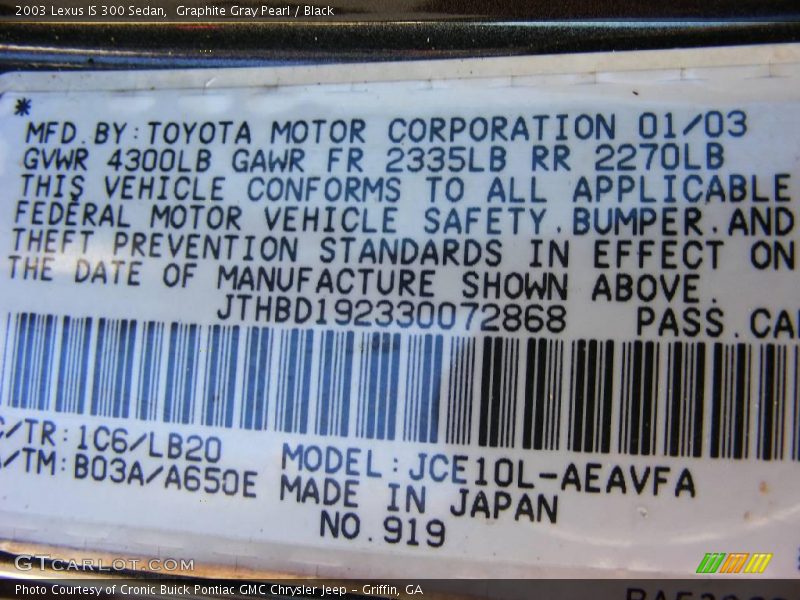 2003 Lexus IS 300 Sedan,  Graphite Gray Pearl / Black
*
MFD.BY:TOYOTA MOTOR CORPORATION 01/03
GVWR 4300LB GAWR FR 2335LB RR 2270LB
THIS VEHICLE CONFORMS TO ALL APPLICABLE
FEDERAL MOTOR VEHICLE SAFETY.BUMPER.AND
THEFT PREVENTION STANDARDS IN EFFECT ON
THE DATE OF MANUFACTURE SHOWN ABOVE.
JTHBD192330072868 PASS.CA
/TR:1C6/LB20
/TM:B03A/A650E
MODEL:JCE10L-AEAVFA
MADE IN JAPAN
NO.919
GTcarlot.com
Photo Courtesy of Cronic Buick Pontiac GMC Chrysler Jeep – Griffin, GA